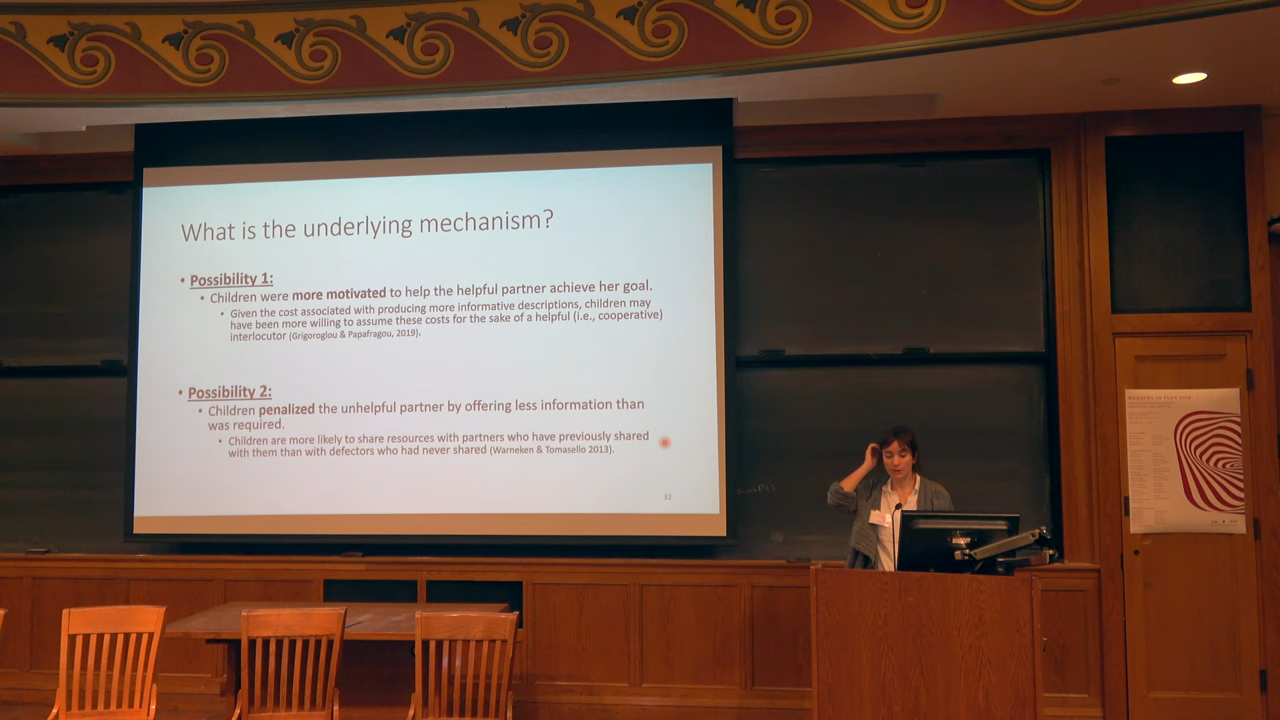 What is the underlying mechanism?
• Possibility 1:
• Children were more motivated to help the helpful partner achieve her goal.
• Given the cost associated with producing more informative descriptions, children may
have been more willing to assume these costs for the sake of a helpful (i.e., cooperative)
interlocutor (Grigoroglou & Papafragou, 2019).
• Possibility 2:
• Children penalized the unhelpful partner by offering less information than
was required.
• Children are more likely to share resources with partners who have previously shared
with them than with defectors who had never shared (Warneken & Tomasello 2013).
32